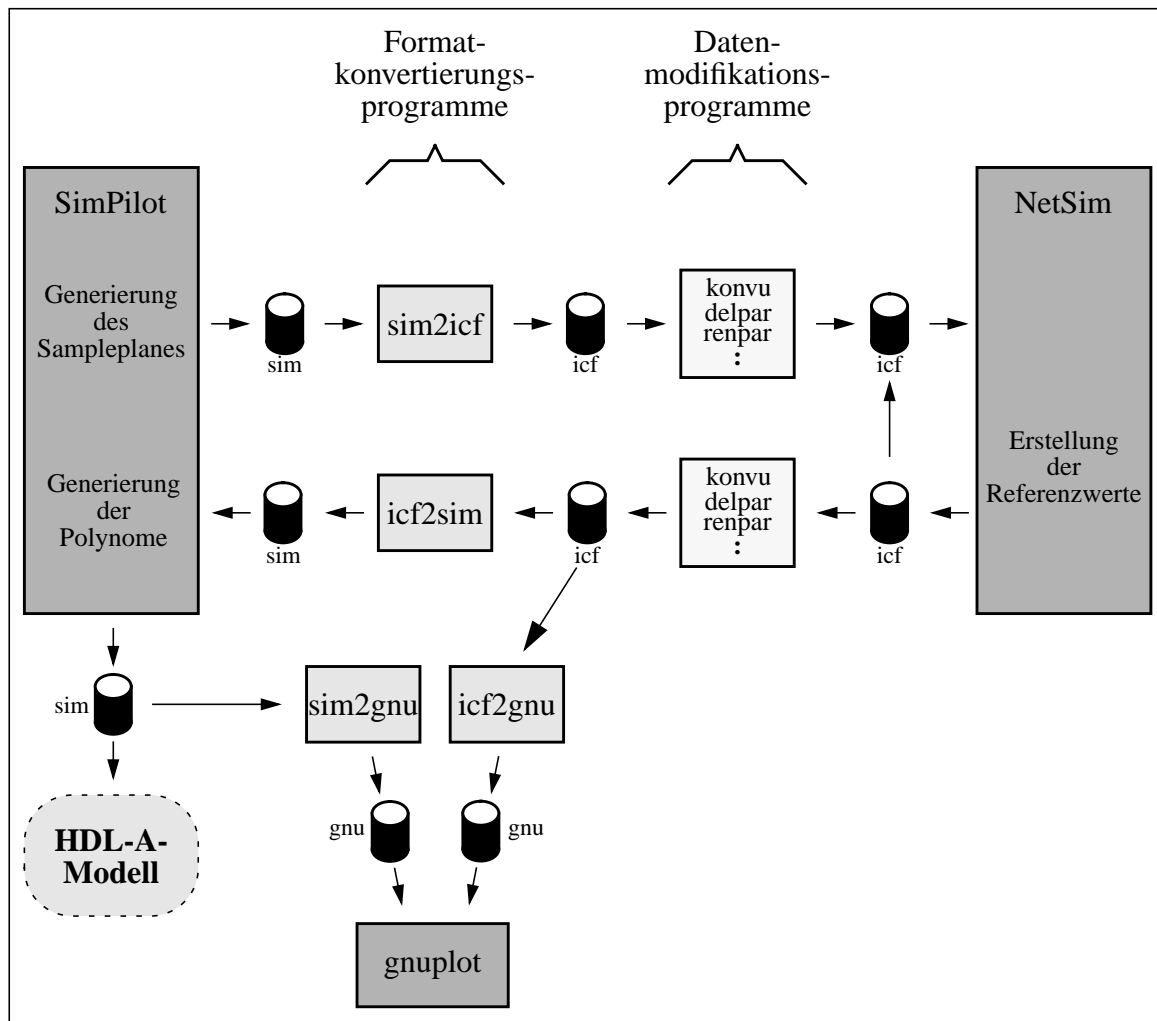 Format-
konvertierungs-
programme
Daten-
modifikations-
programme
SimPilot
NetSim
Generierung
des
Sampleplanes
sim
sim2icf
icf
konvu
delpar
renpar
:
icf
Generierung
der
Polynome
sim
icf2sim
icf
konvu
delpar
renpar
:
icf
Erstellung
der
Referenzwerte
sim
sim2gnu
icf2gnu
gnu
gnu
HDL-A-
Modell
gnuplot